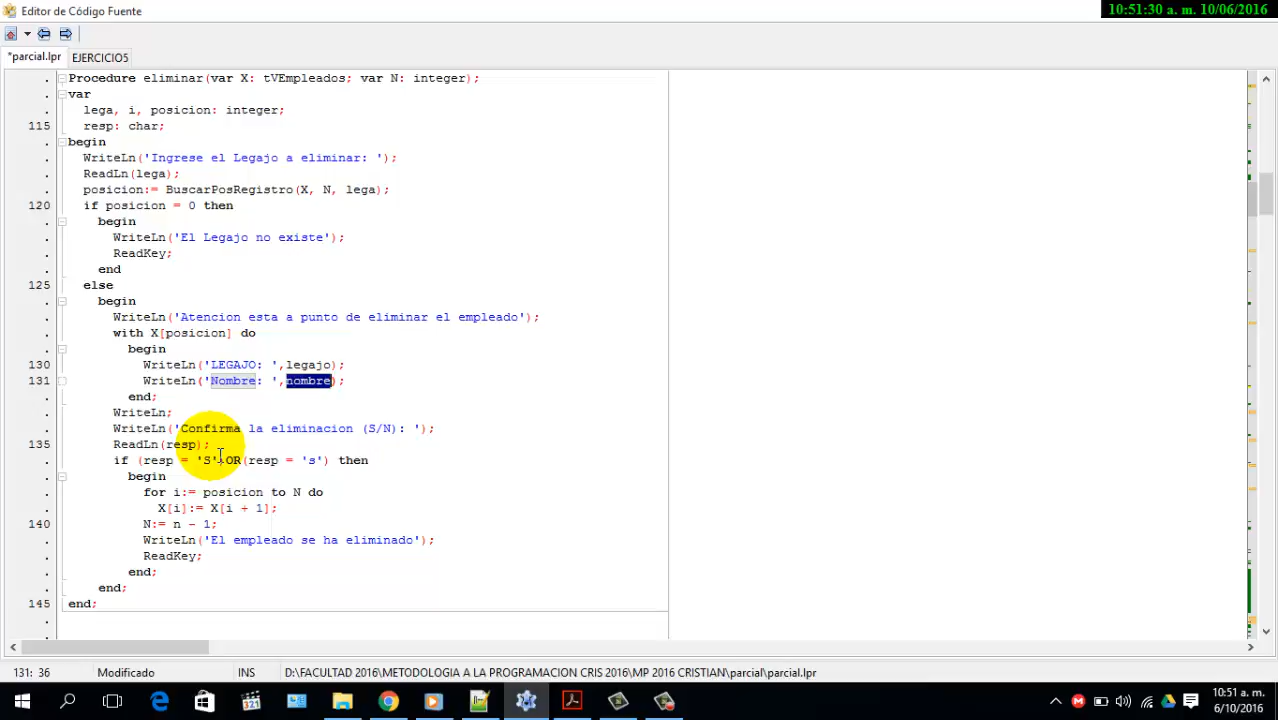 Editor de Código Fuente
10:51:30 a. m. 10/06/2016
*parcial.lpr EJERCICIO5
Procedure eliminar(var X: tVEmpleados; var N: integer);
var
lega, i, posicion: integer;
115 resp: char;
begin
WriteLn('Ingrese el Legajo a eliminar: ');
ReadLn(lega);
posicion:= BuscarPosRegistro(X, N, lega);
120 if posicion = 0 then
begin
WriteLn('El Legajo no existe');
ReadKey;
end
125 else
begin
WriteLn('Atencion esta a punto de eliminar el empleado');
with X[posicion] do
begin
130 WriteLn('LEGAJO: ',legajo);
131 WriteLn('Nombre: ',nombre);
end;
WriteLn;
WriteLn('Confirma la eliminacion (S/N): ');
135 ReadLn(resp);
if (resp = 'S') OR(resp = 's') then
begin
for i:= posicion to N do
X[i]:= X[i + 1];
140 N:= n - 1;
WriteLn('El empleado se ha eliminado');
ReadKey;
end;
end;
145 end;
131: 36 Modificado INS D:\FACULTAD 2016\METODOLOGIA A LA PROGRAMACION CRIS 2016\MP 2016 CRISTIAN\parcial\parcial.lpr
10:51 a. m.
6/10/2016